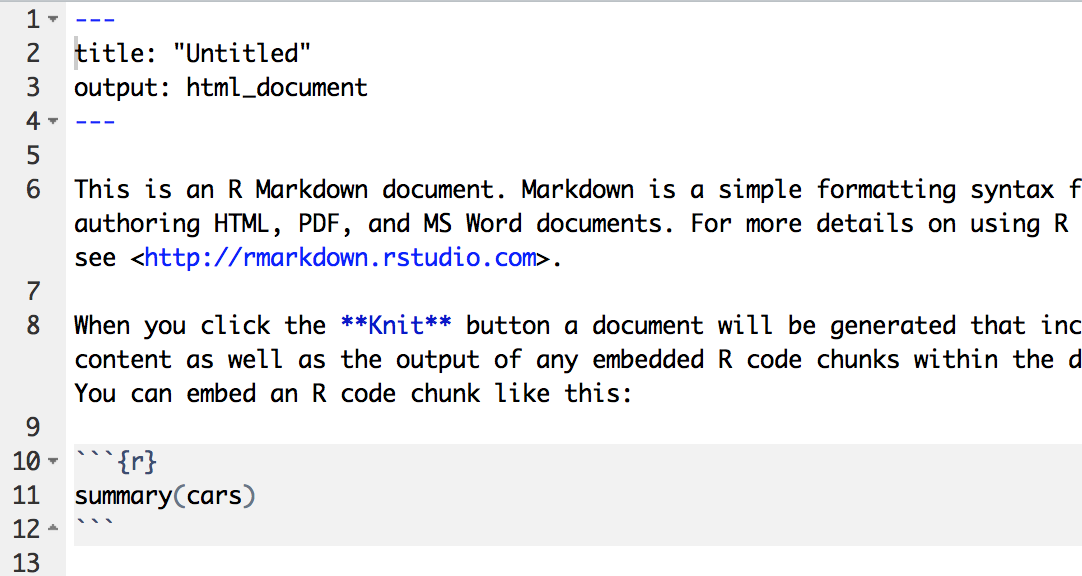 1 ---
2 title: "Untitled"
3 output: html_document
4 ---
5
6 This is an R Markdown document. Markdown is a simple formatting syntax f
authoring HTML, PDF, and MS Word documents. For more details on using R
see <http://rmarkdown.rstudio.com>.
7
8 When you click the **Knit** button a document will be generated that inc
content as well as the output of any embedded R code chunks within the d
You can embed an R code chunk like this:
9
10 ```{r}
11 summary(cars)
12 ```
13